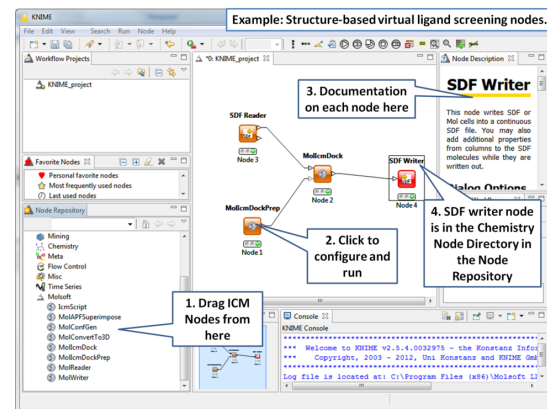 KNIME
Example: Structure-based virtual ligand screening nodes.
File Edit View Search Run Node Help
Workflow Projects
*0: KNIME_project
Node Description
KNIME_project
3. Documentation
on each node here
SDF Writer
This node writes SDF or
Mol cells into a continuous
SDF file. You may also
add additional properties
from columns to the SDF
molecules while they are
written out.
Dialog Options
SDF Reader
Node 3
MolIcmDock
Node 2
SDF Writer
Node 4
MolIcmDockPrep
Node 1
Favorite Nodes
Personal favorite nodes
Most frequently used nodes
Last used nodes
2. Click to
configure and
run
4. SDF writer node
is in the Chemistry
Node Directory in
the Node
Repository
Node Repository
Mining
Chemistry
Meta
Flow Control
Misc
Time Series
Molsoft
IcmScript
MolAPFSuperimpose
MolConfGen
MolConvertTo3D
MolIcmDock
MolIcmDockPrep
MolReader
MolWriter
1. Drag ICM
Nodes from
here
Console
KNIME Console
*** Welcome to KNIME v2.5.4.0032975 - the Konstanz Infor
*** Copyright, 2003 - 2012, Uni Konstanz and KNIME Gmb
Log file is located at: C:\Program Files (x86)\Molsoft L